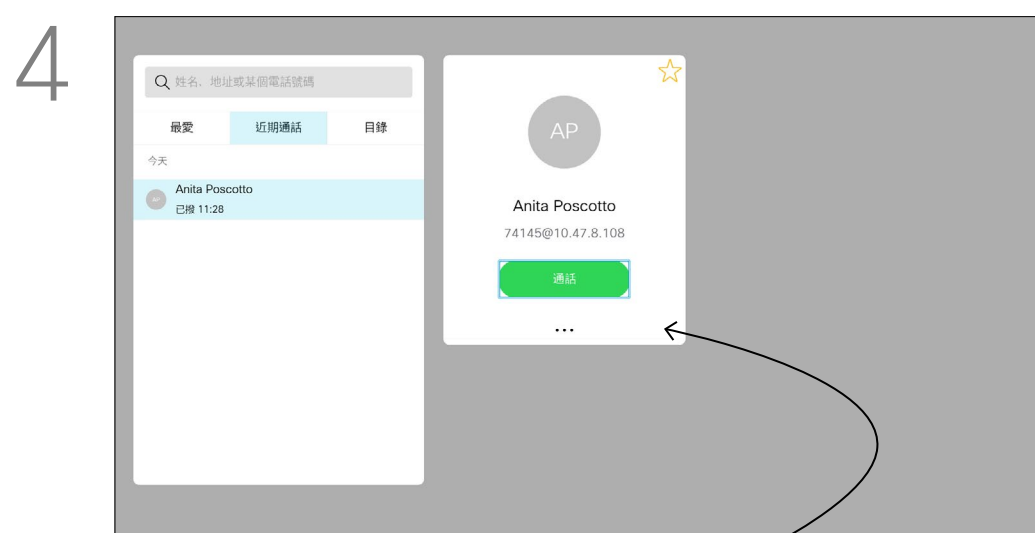 4
姓名、地址或某個電話號碼
最愛 近期通話 目錄
今天
AP
Anita Poscotto
已撥 11:28
AP
Anita Poscotto
74145@10.47.8.108
通話
...